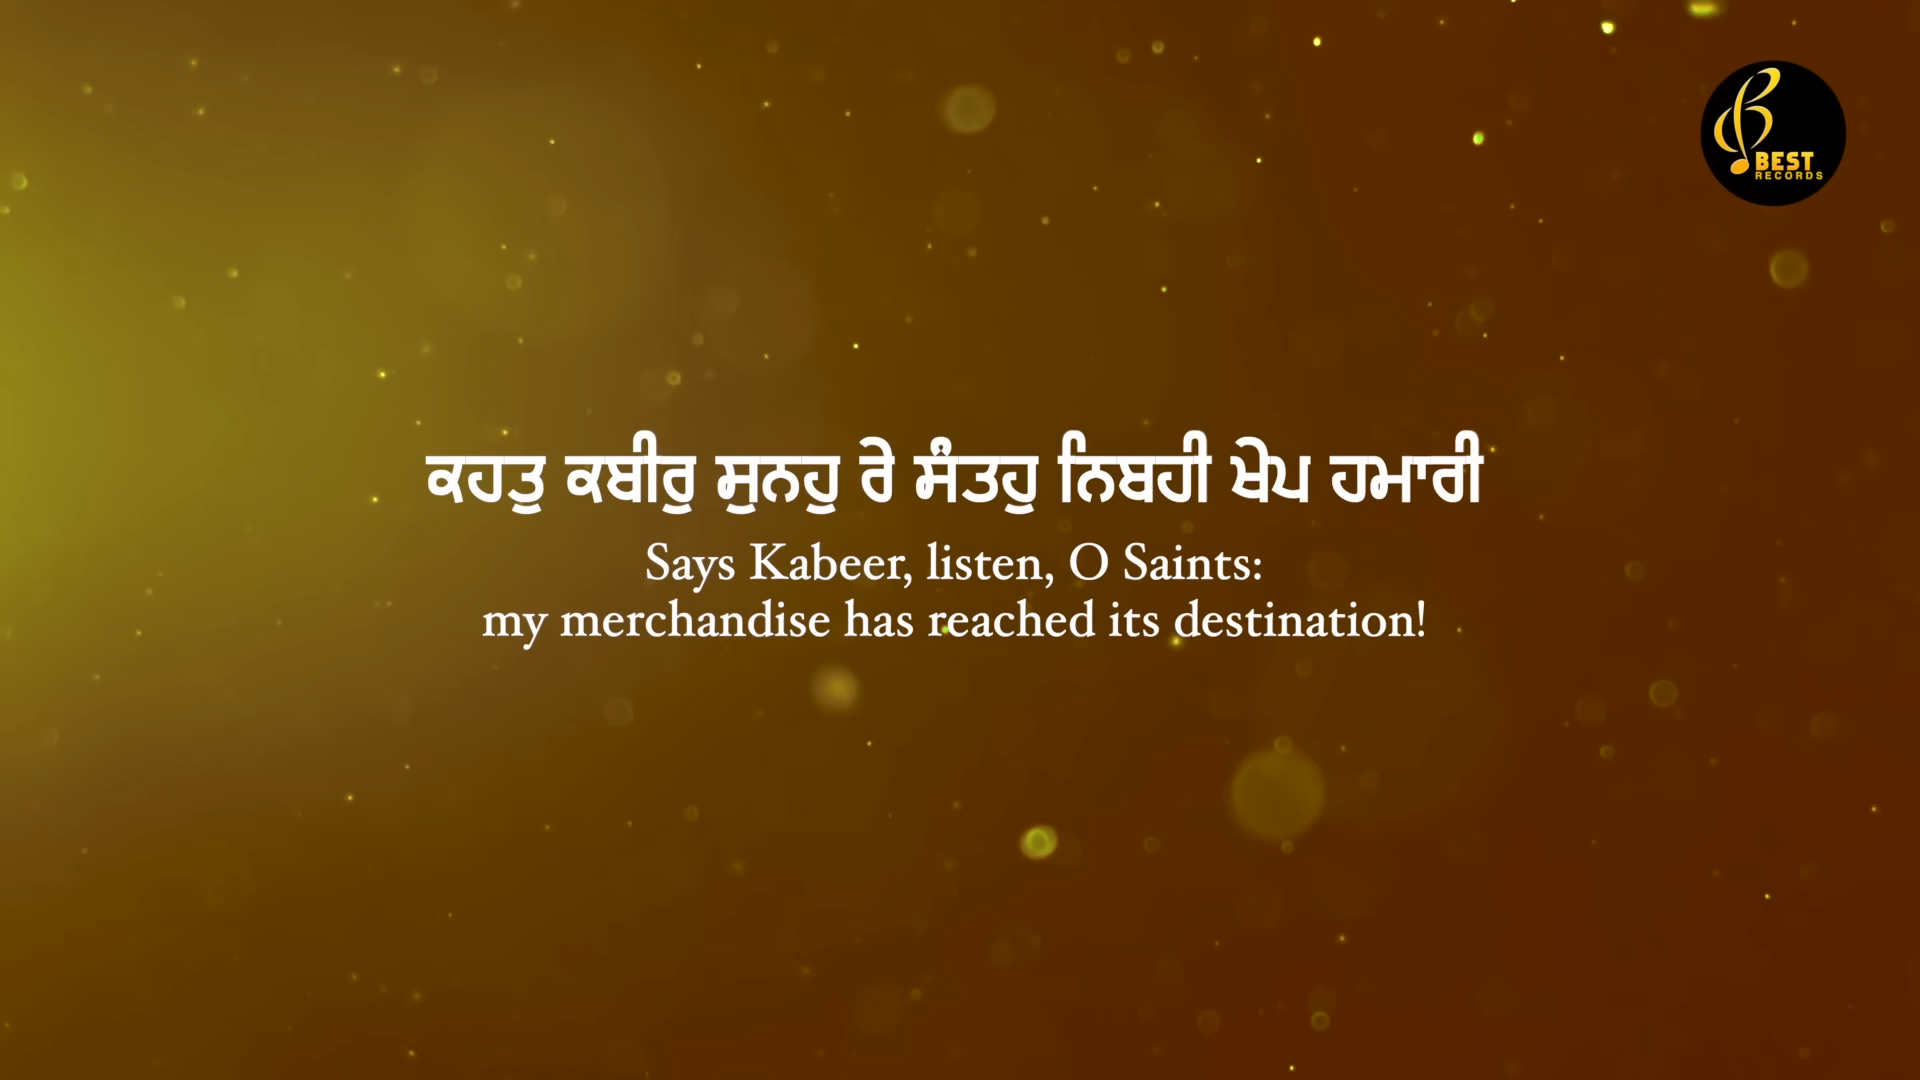 BEST
RECORDS
ਕਹਤੁ ਕਬੀਰੁ ਸੁਨਹੁ ਰੇ ਸੰਤਹੁ ਨਿਬਹੀ ਖੇਪ ਹਮਾਰੀ
Says Kabeer, listen, O Saints:
my merchandise has reached its destination!